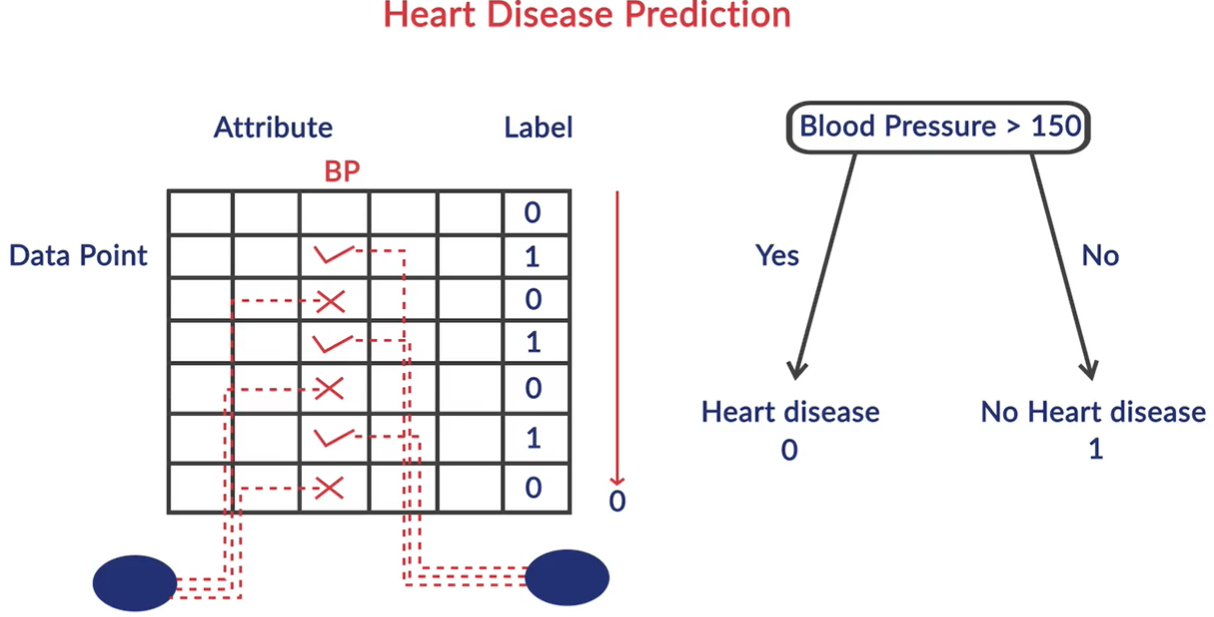 Heart Disease Prediction
Attribute
Label
BP
Data Point
0
1
0
1
0
1
0
0
Blood Pressure > 150
Yes
No
Heart disease
0
No Heart disease
1